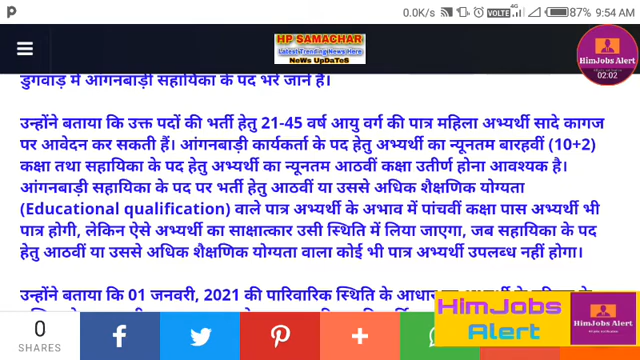 0.0K/s VOLTE 4G 87% 9:54 AM
HP SAMACHAR
Latest Trending News Here
NeWs UpDaTeS
HimJobs Alert
02:02
डुगवाड़ में आंगनबाड़ी सहायिका के पद भरे जाने हैं।
उन्होंने बताया कि उक्त पदों की भर्ती हेतु 21-45 वर्ष आयु वर्ग की पात्र महिला अभ्यर्थी सादे कागज
पर आवेदन कर सकती हैं। आंगनबाड़ी कार्यकर्ता के पद हेतु अभ्यर्थी का न्यूनतम बारहवीं (10+2)
कक्षा तथा सहायिका के पद हेतु अभ्यर्थी का न्यूनतम आठवीं कक्षा उतीर्ण होना आवश्यक है।
आंगनबाड़ी सहायिका के पद पर भर्ती हेतु आठवीं या उससे अधिक शैक्षणिक योग्यता
(Educational qualification) वाले पात्र अभ्यर्थी के अभाव में पांचवीं कक्षा पास अभ्यर्थी भी
पात्र होगी, लेकिन ऐसे अभ्यर्थी का साक्षात्कार उसी स्थिति में लिया जाएगा, जब सहायिका के पद
हेतु आठवीं या उससे अधिक शैक्षणिक योग्यता वाला कोई भी पात्र अभ्यर्थी उपलब्ध नहीं होगा।
उन्होंने बताया कि 01 जनवरी, 2021 की पारिवारिक स्थिति के आधार
HimJobs
Alert
HimJobs Alert
0
SHARES